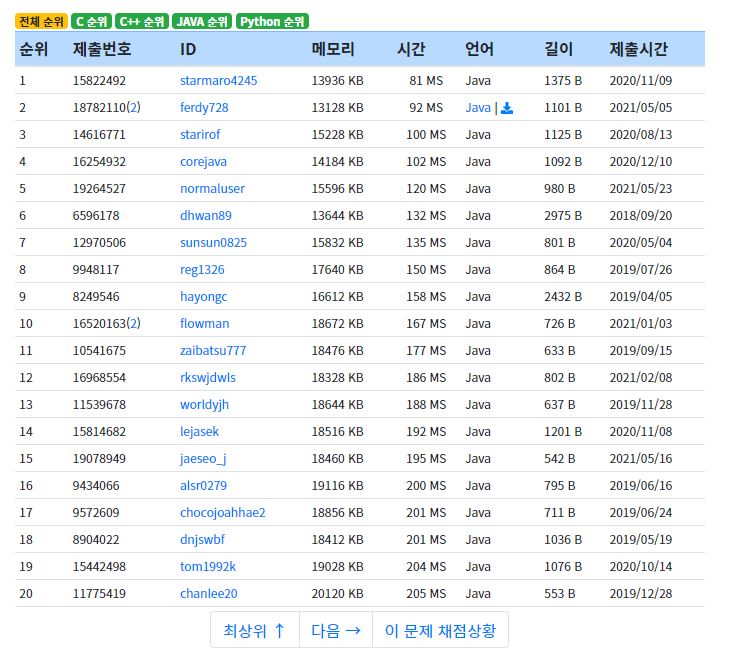 전체 순위 C 순위 C++ 순위 JAVA 순위 Python 순위
순위 제출번호 ID 메모리 시간 언어 길이 제출시간
1 15822492 starmaro4245 13936 KB 81 MS Java 1375 B 2020/11/09
2 18782110(2) ferdy728 13128 KB 92 MS Java | 1101 B 2021/05/05
3 14616771 starirof 15228 KB 100 MS Java 1125 B 2020/08/13
4 16254932 corejava 14184 KB 102 MS Java 1092 B 2020/12/10
5 19264527 normaluser 15596 KB 120 MS Java 980 B 2021/05/23
6 6596178 dhwan89 13644 KB 132 MS Java 2975 B 2018/09/20
7 12970506 sunsun0825 15832 KB 135 MS Java 801 B 2020/05/04
8 9948117 reg1326 17640 KB 150 MS Java 864 B 2019/07/26
9 8249546 hayongc 16612 KB 158 MS Java 2432 B 2019/04/05
10 16520163(2) flowman 18672 KB 167 MS Java 726 B 2021/01/03
11 10541675 zaibatsu777 18476 KB 177 MS Java 633 B 2019/09/15
12 16968554 rkswjdwls 18328 KB 186 MS Java 802 B 2021/02/08
13 11539678 worldyjh 18644 KB 188 MS Java 637 B 2019/11/28
14 15814682 lejasek 18516 KB 192 MS Java 1201 B 2020/11/08
15 19078949 jaeseo_j 18460 KB 195 MS Java 542 B 2021/05/16
16 9434066 alsr0279 19116 KB 200 MS Java 795 B 2019/06/16
17 9572609 chocojoahhae2 18856 KB 201 MS Java 711 B 2019/06/24
18 8904022 dnjswbf 18412 KB 201 MS Java 1036 B 2019/05/19
19 15442498 tom1992k 19028 KB 204 MS Java 1076 B 2020/10/14
20 11775419 chanlee20 20120 KB 205 MS Java 553 B 2019/12/28
최상위 ↑ 다음 → 이 문제 채점상황